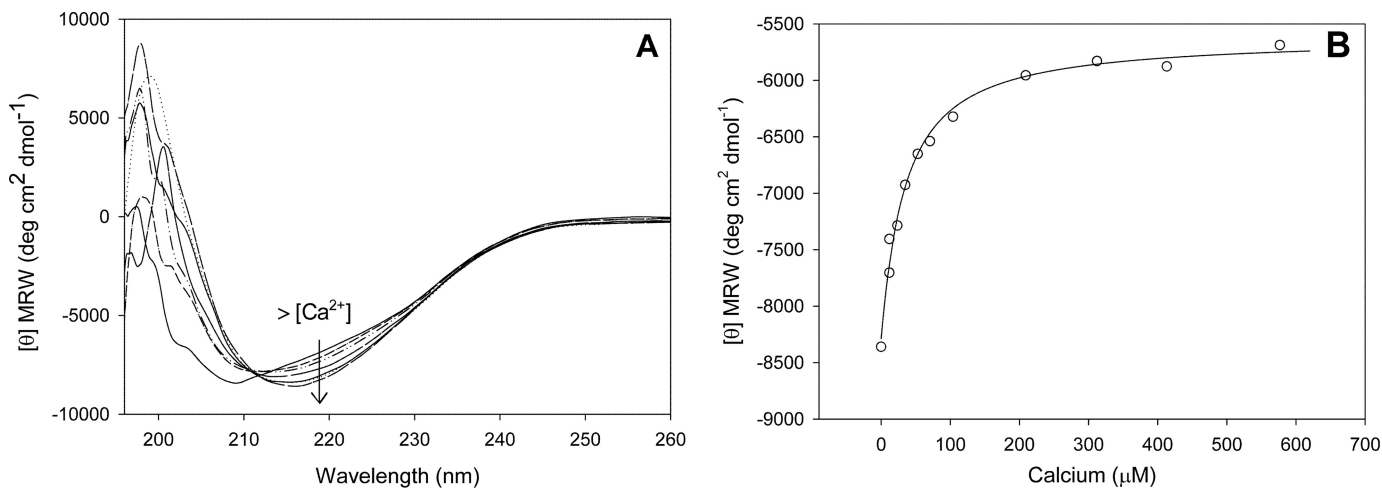 A
[θ] MRW (deg cm² dmol⁻¹)
10000
5000
0
-5000
-10000
> [Ca²⁺]
200 210 220 230 240 250 260
Wavelength (nm)
B
[θ] MRW (deg cm² dmol⁻¹)
-5500
-6000
-6500
-7000
-7500
-8000
-8500
-9000
0 100 200 300 400 500 600 700
Calcium (μM)